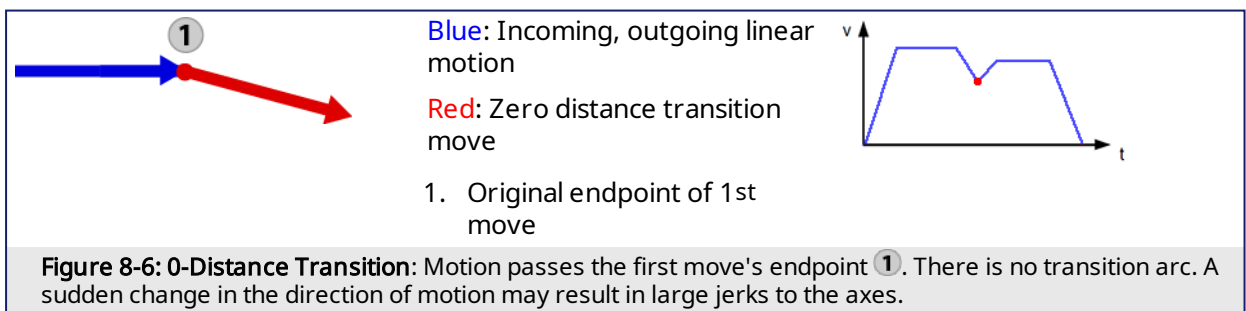 1
Blue: Incoming, outgoing linear
motion
Red: Zero distance transition
move
1. Original endpoint of 1st
move
v
t
Figure 8-6: 0-Distance Transition: Motion passes the first move's endpoint 1. There is no transition arc. A
sudden change in the direction of motion may result in large jerks to the axes.